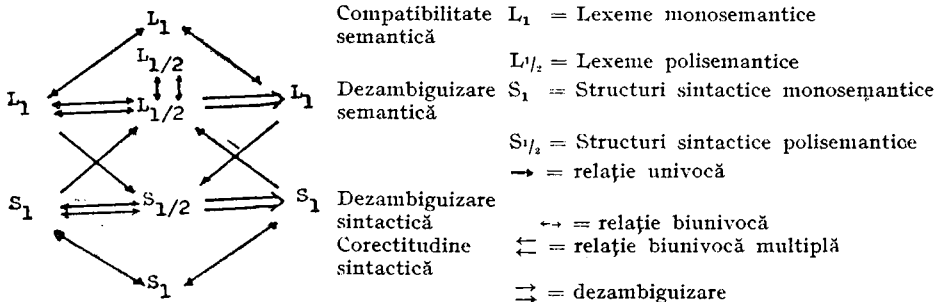 L₁ Compatibilitate L₁ = Lexeme monosemantice
semantică
L₁/₂ L¹/₂ = Lexeme polisemantice
L₁ L₁/₂ L₁ Dezambiguizare S₁ = Structuri sintactice monosemantice
semantică
S¹/₂ = Structuri sintactice polisemantice
→ = relație univocă
S₁ S₁/₂ S₁ Dezambiguizare
sintactică ↔ = relație biunivocă
Corectitudine ⇆ = relație biunivocă multiplă
sintactică
S₁
⇉ = dezambiguizare